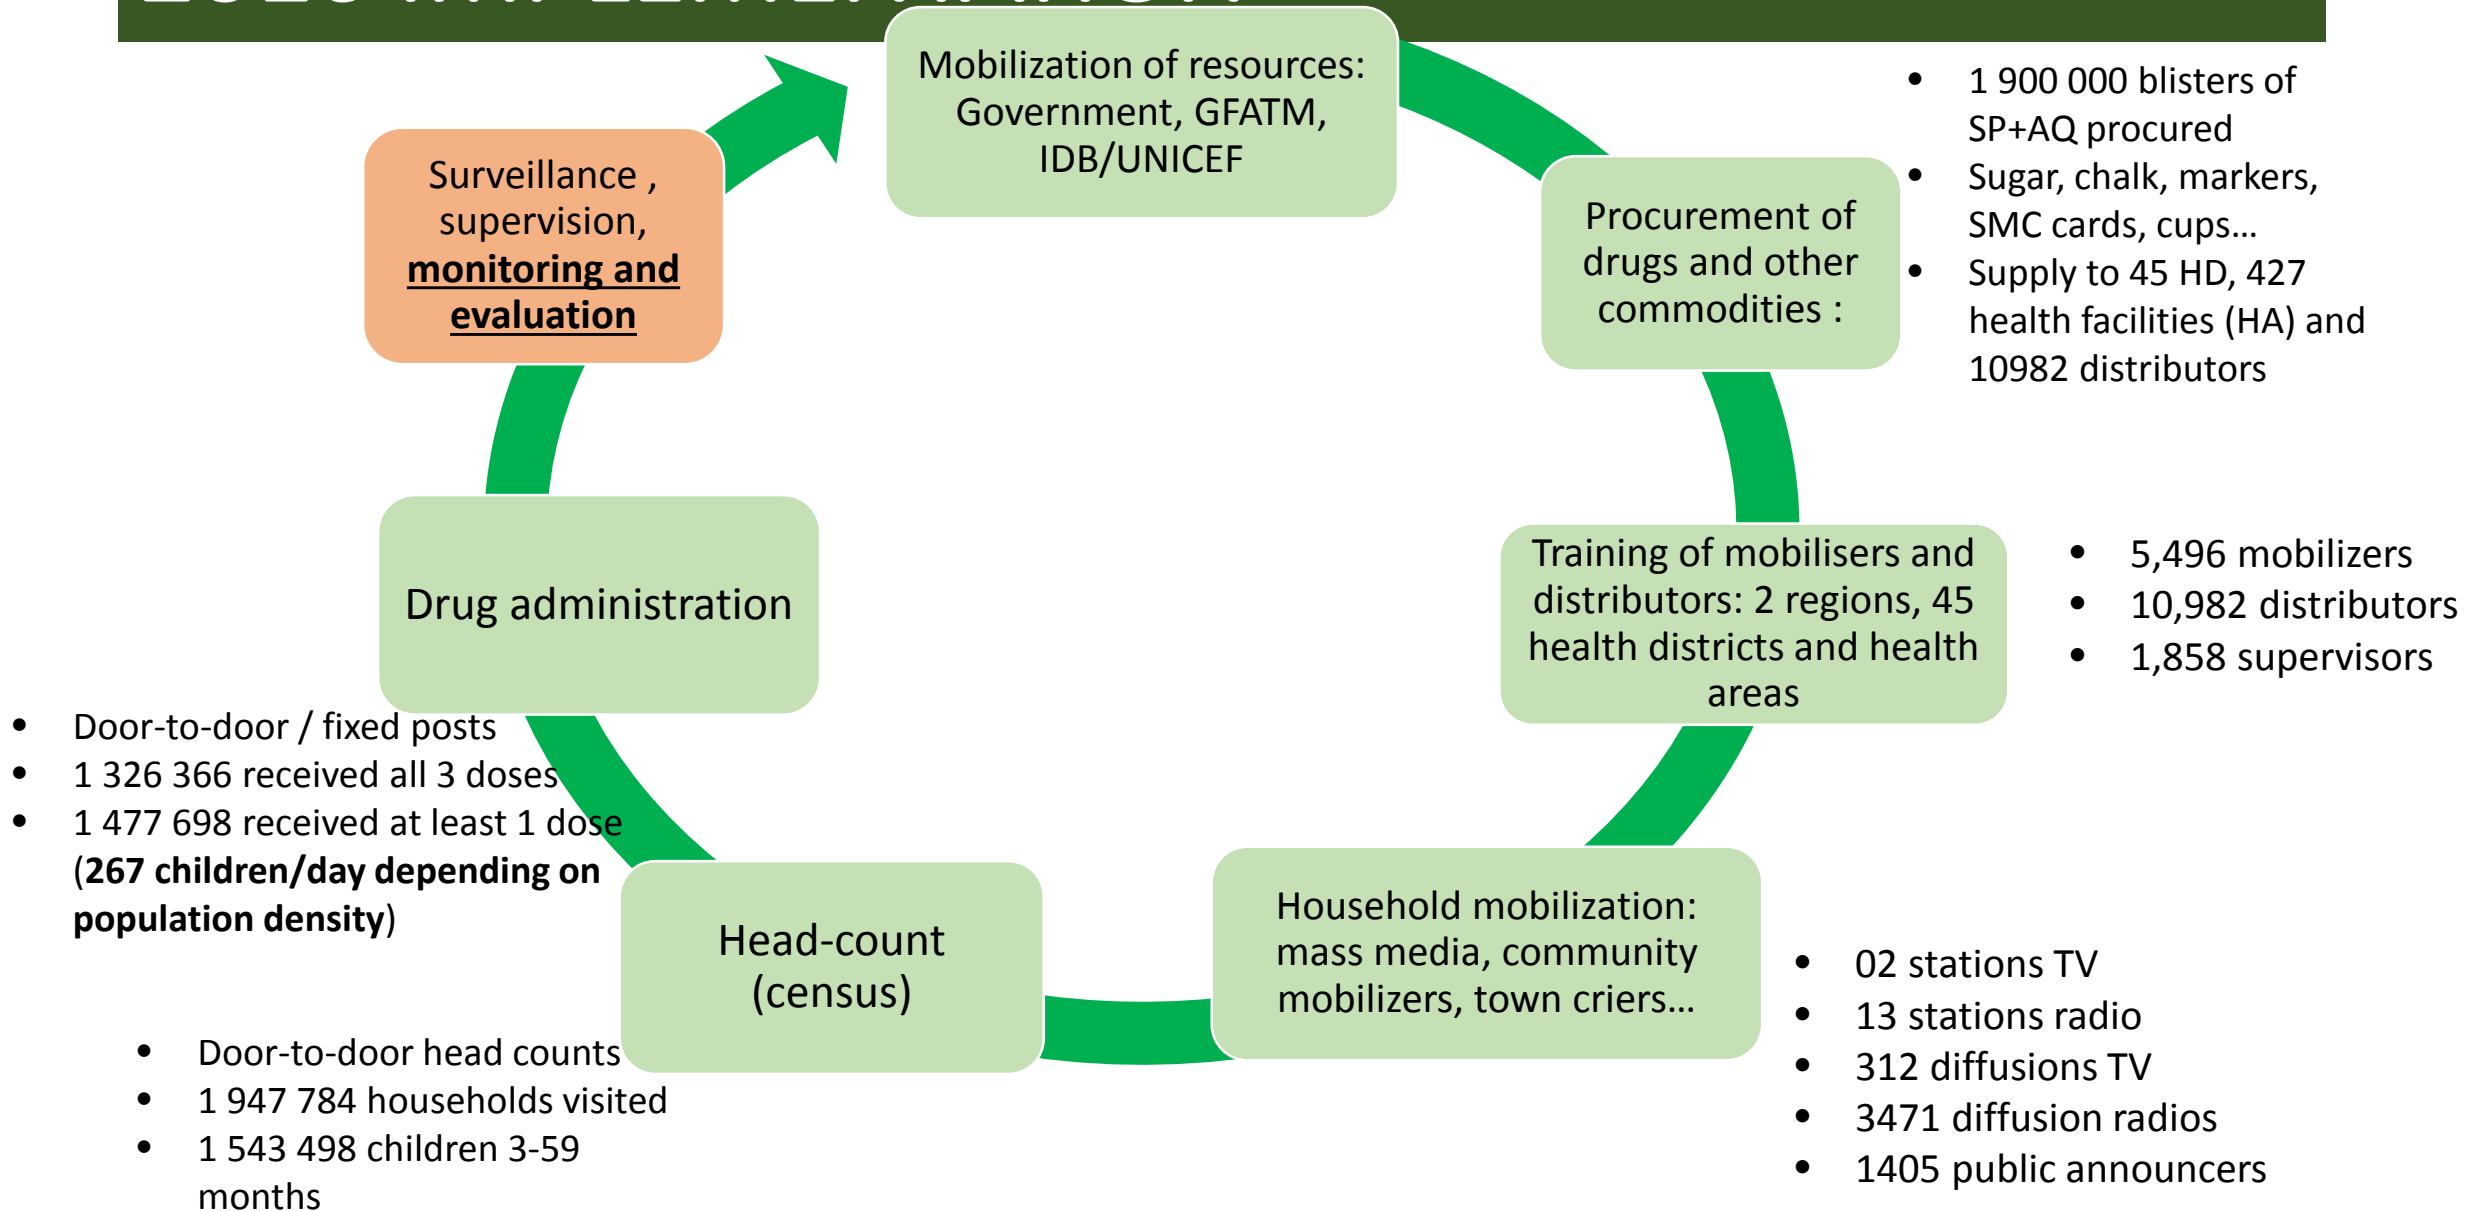 Mobilization of resources:
Government, GFATM,
IDB/UNICEF
• 1 900 000 blisters of
SP+AQ procured
• Sugar, chalk, markers,
SMC cards, cups…
• Supply to 45 HD, 427
health facilities (HA) and
10982 distributors
Procurement of
drugs and other
commodities :
Surveillance ,
supervision,
monitoring and
evaluation
Training of mobilisers and
distributors: 2 regions, 45
health districts and health
areas
• 5,496 mobilizers
• 10,982 distributors
• 1,858 supervisors
Drug administration
• Door-to-door / fixed posts
• 1 326 366 received all 3 doses
• 1 477 698 received at least 1 dose
(267 children/day depending on
population density)
Household mobilization:
mass media, community
mobilizers, town criers…
• 02 stations TV
• 13 stations radio
• 312 diffusions TV
• 3471 diffusion radios
• 1405 public announcers
Head-count
(census)
• Door-to-door head counts
• 1 947 784 households visited
• 1 543 498 children 3-59
months